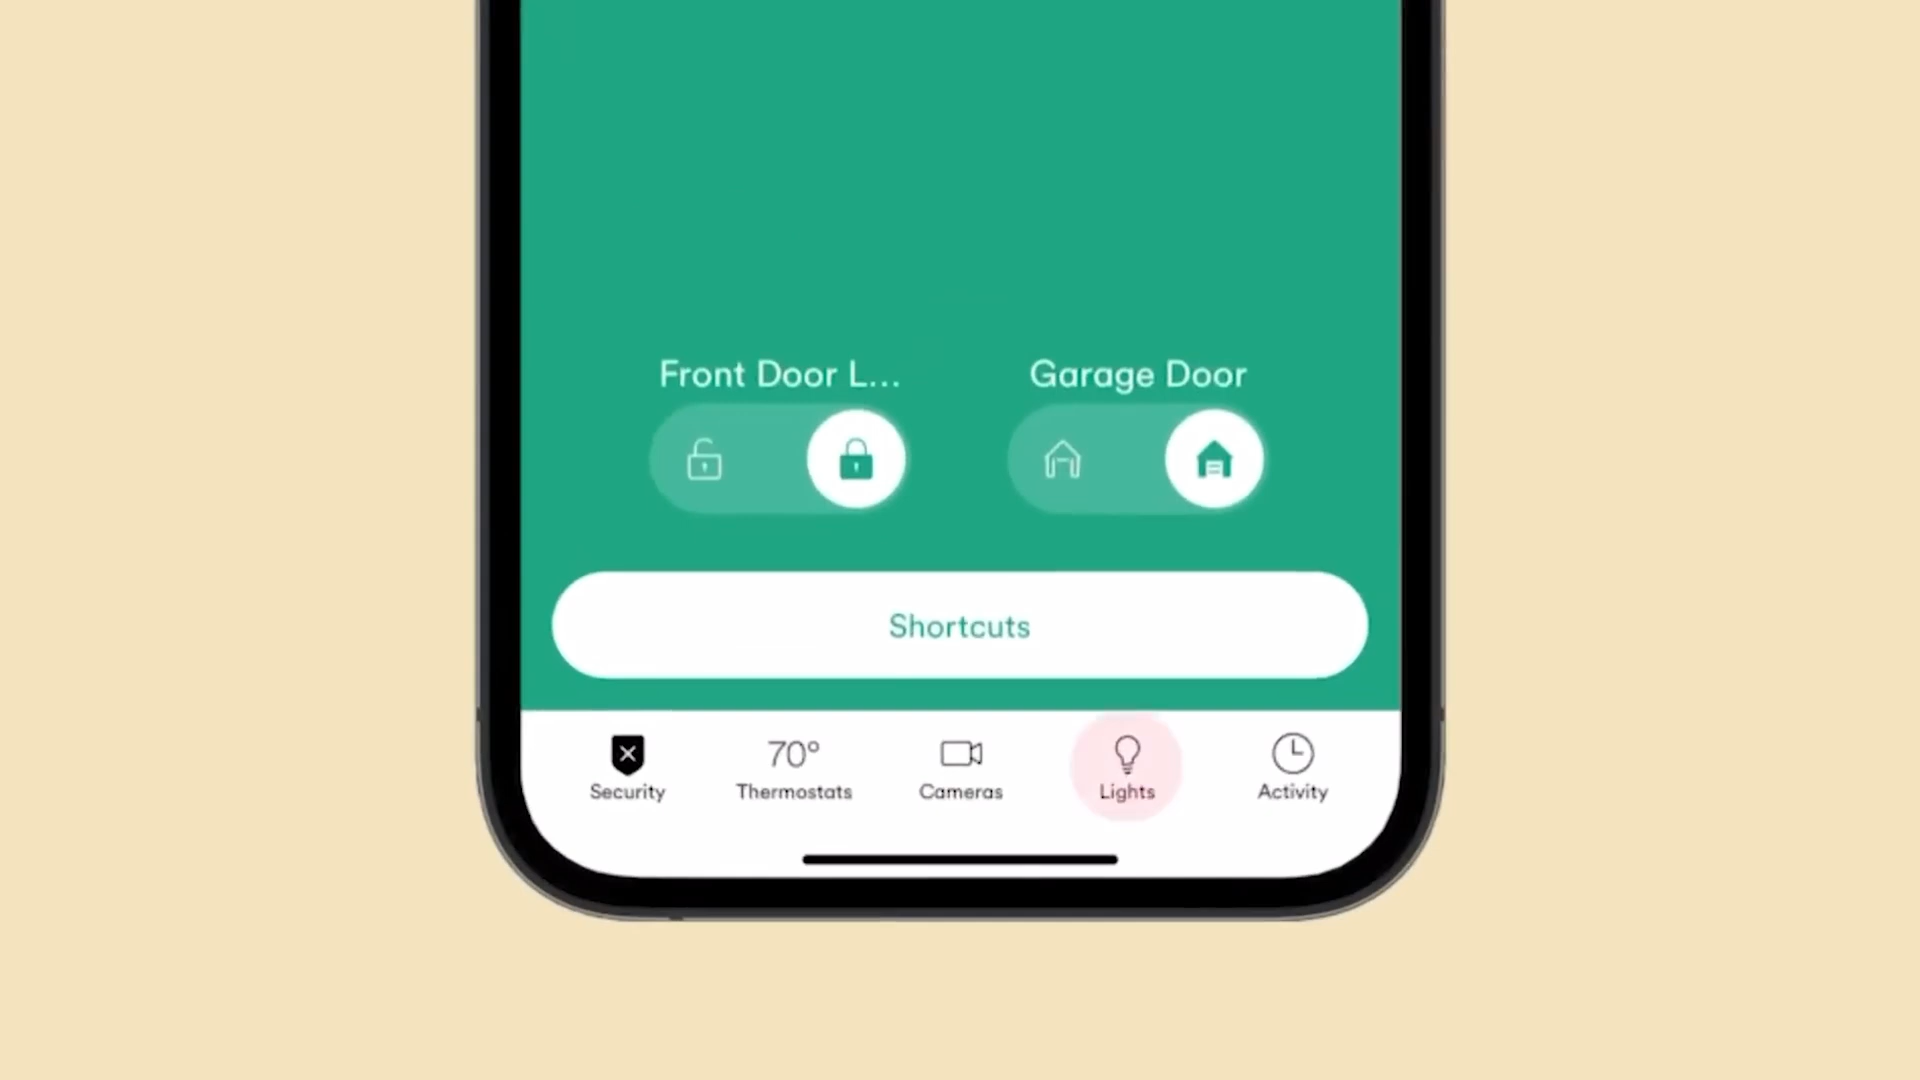 Front Door L...
Garage Door
Shortcuts
70°
Security
Thermostats
Cameras
Lights
Activity